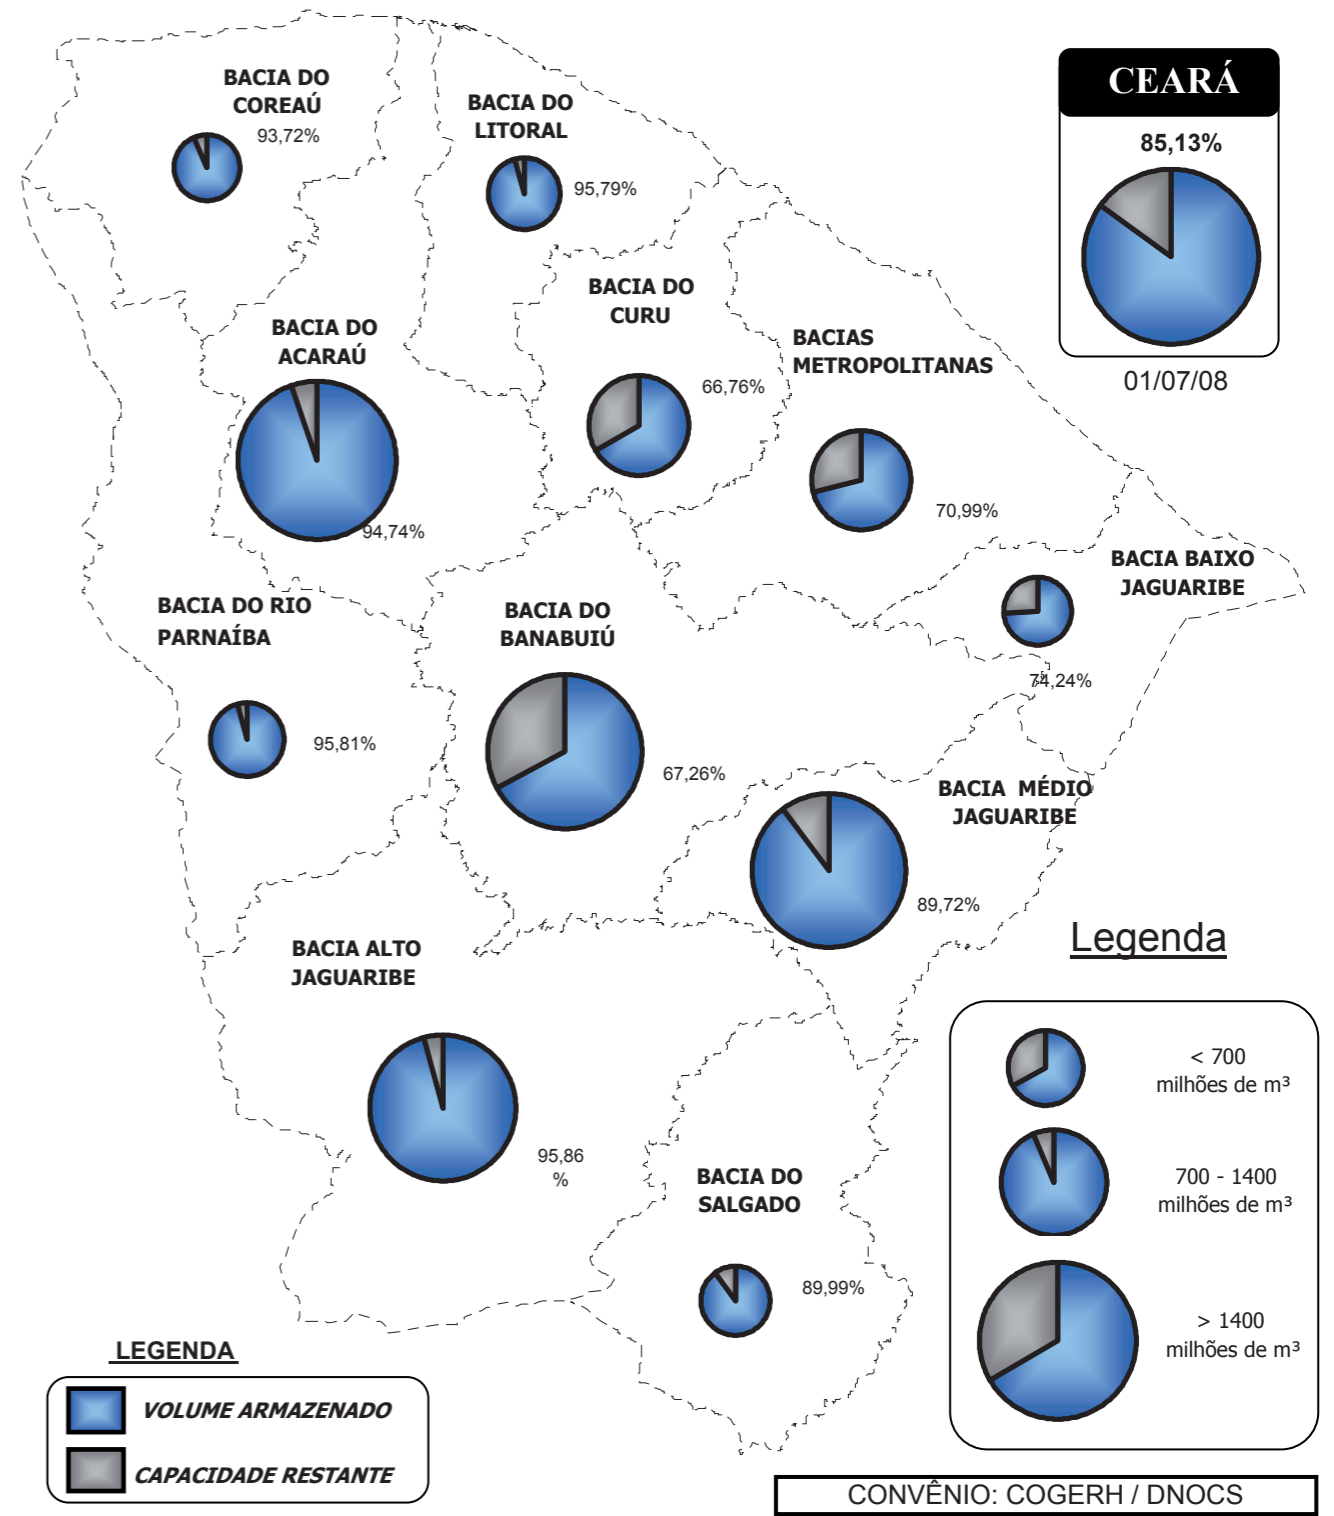 BACIA DO
COREAÚ
93,72%
BACIA DO
LITORAL
95,79%
CEARÁ
85,13%
01/07/08
BACIA DO
CURU
66,76%
BACIA DO
ACARAÚ
94,74%
BACIAS
METROPOLITANAS
70,99%
BACIA BAIXO
JAGUARIBE
74,24%
BACIA DO RIO
PARNAÍBA
95,81%
BACIA DO
BANABUIÚ
67,26%
BACIA MÉDIO
JAGUARIBE
89,72%
BACIA ALTO
JAGUARIBE
95,86
%
BACIA DO
SALGADO
89,99%
Legenda
< 700
milhões de m³
700 - 1400
milhões de m³
> 1400
milhões de m³
LEGENDA
VOLUME ARMAZENADO
CAPACIDADE RESTANTE
CONVÊNIO: COGERH / DNOCS